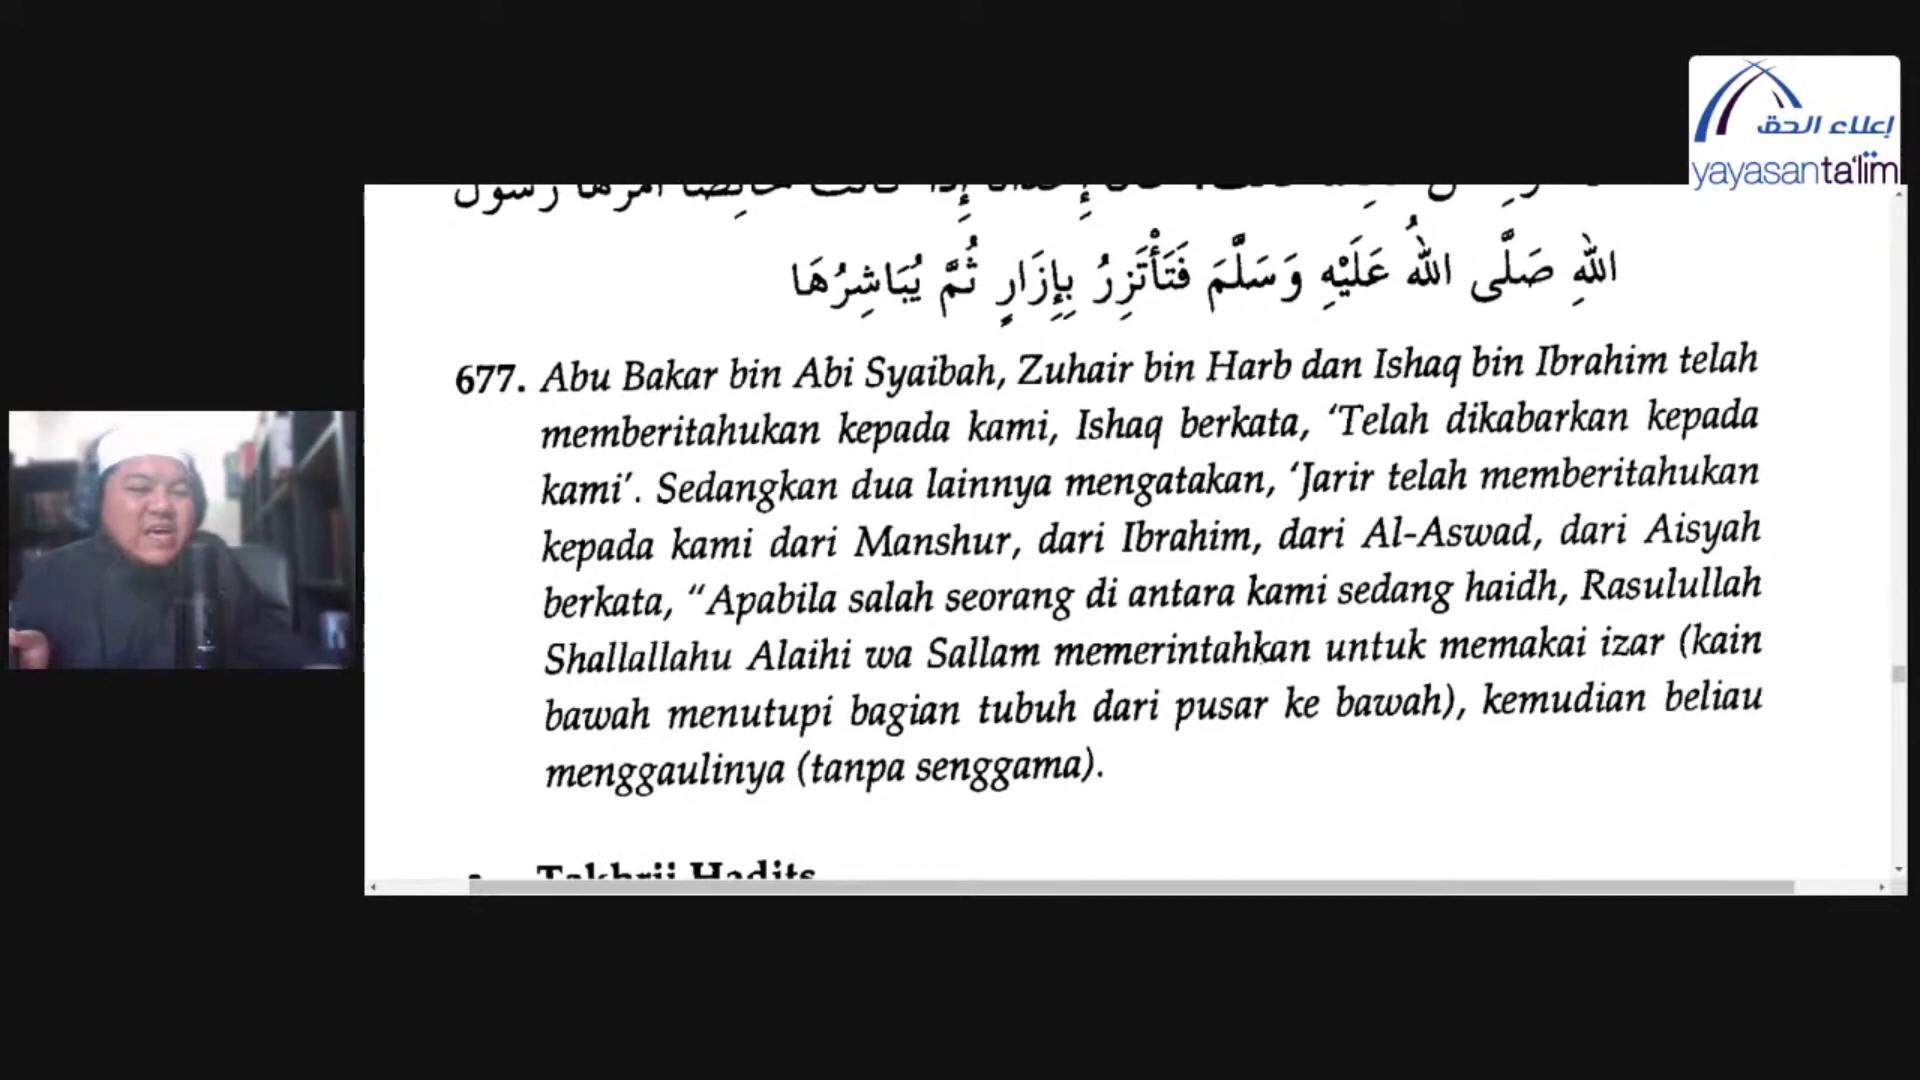 إعلاء الحق
yayasanta'lim
اللهِ صَلَّى اللهُ عَلَيْهِ وَسَلَّمَ فَتَأْتَزِرُ بِإِزَارٍ ثُمَّ يُبَاشِرُهَا
677. Abu Bakar bin Abi Syaibah, Zuhair bin Harb dan Ishaq bin Ibrahim telah
memberitahukan kepada kami, Ishaq berkata, ‘Telah dikabarkan kepada
kami’. Sedangkan dua lainnya mengatakan, ‘Jarir telah memberitahukan
kepada kami dari Manshur, dari Ibrahim, dari Al-Aswad, dari Aisyah
berkata, “Apabila salah seorang di antara kami sedang haidh, Rasulullah
Shallallahu Alaihi wa Sallam memerintahkan untuk memakai izar (kain
bawah menutupi bagian tubuh dari pusar ke bawah), kemudian beliau
menggaulinya (tanpa senggama).
Takhrij Hadits